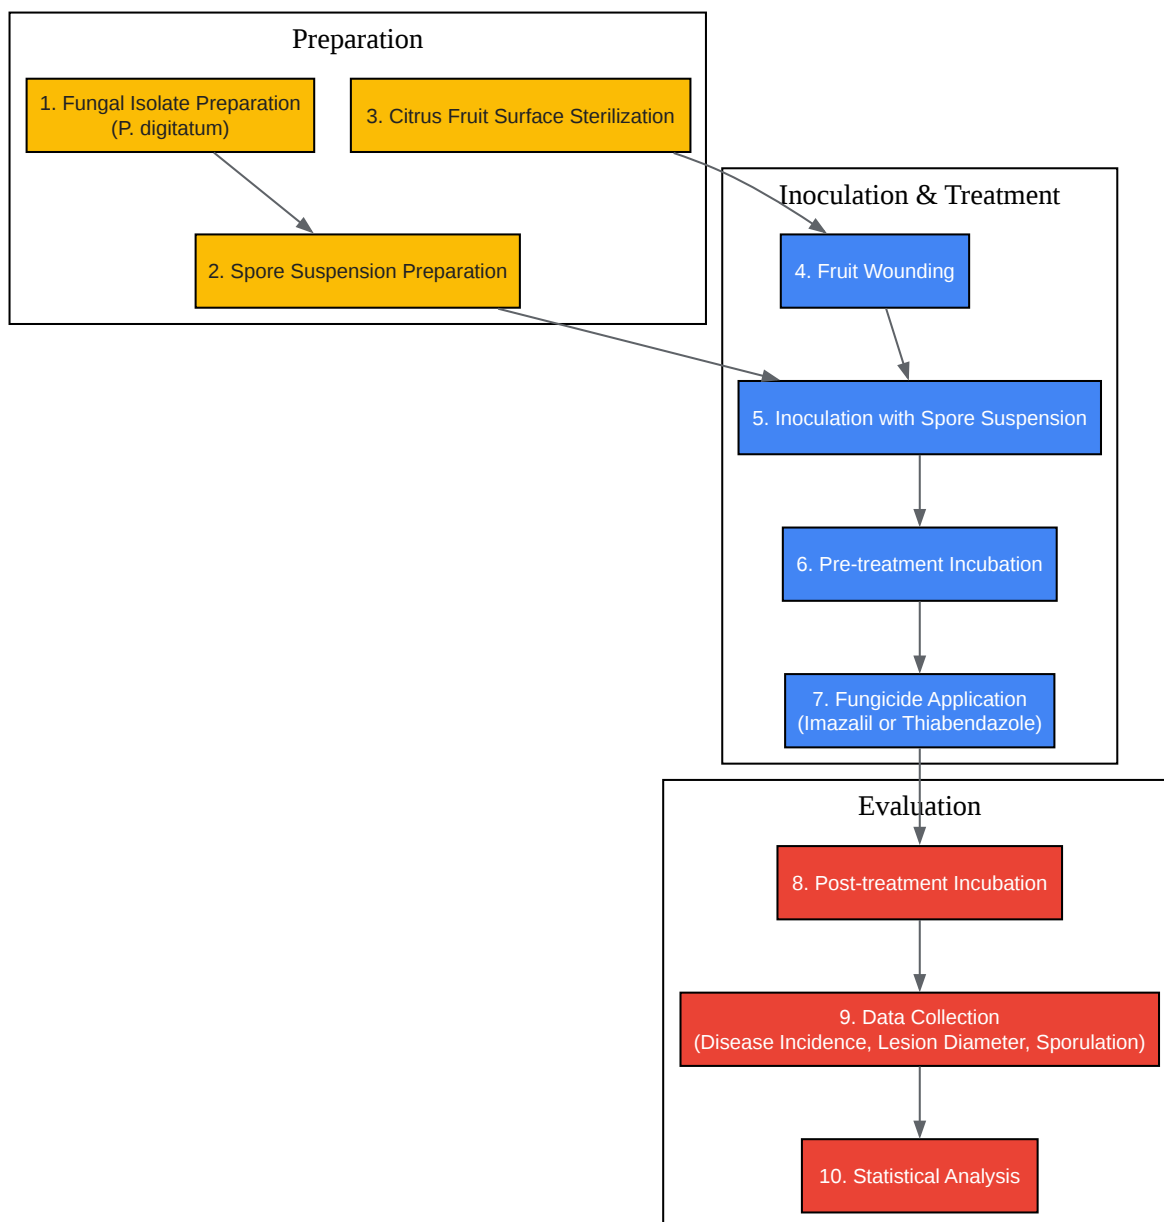 Preparation
1. Fungal Isolate Preparation
(P. digitatum)
3. Citrus Fruit Surface Sterilization
2. Spore Suspension Preparation
Inoculation & Treatment
4. Fruit Wounding
5. Inoculation with Spore Suspension
6. Pre-treatment Incubation
7. Fungicide Application
(Imazalil or Thiabendazole)
Evaluation
8. Post-treatment Incubation
9. Data Collection
(Disease Incidence, Lesion Diameter, Sporulation)
10. Statistical Analysis